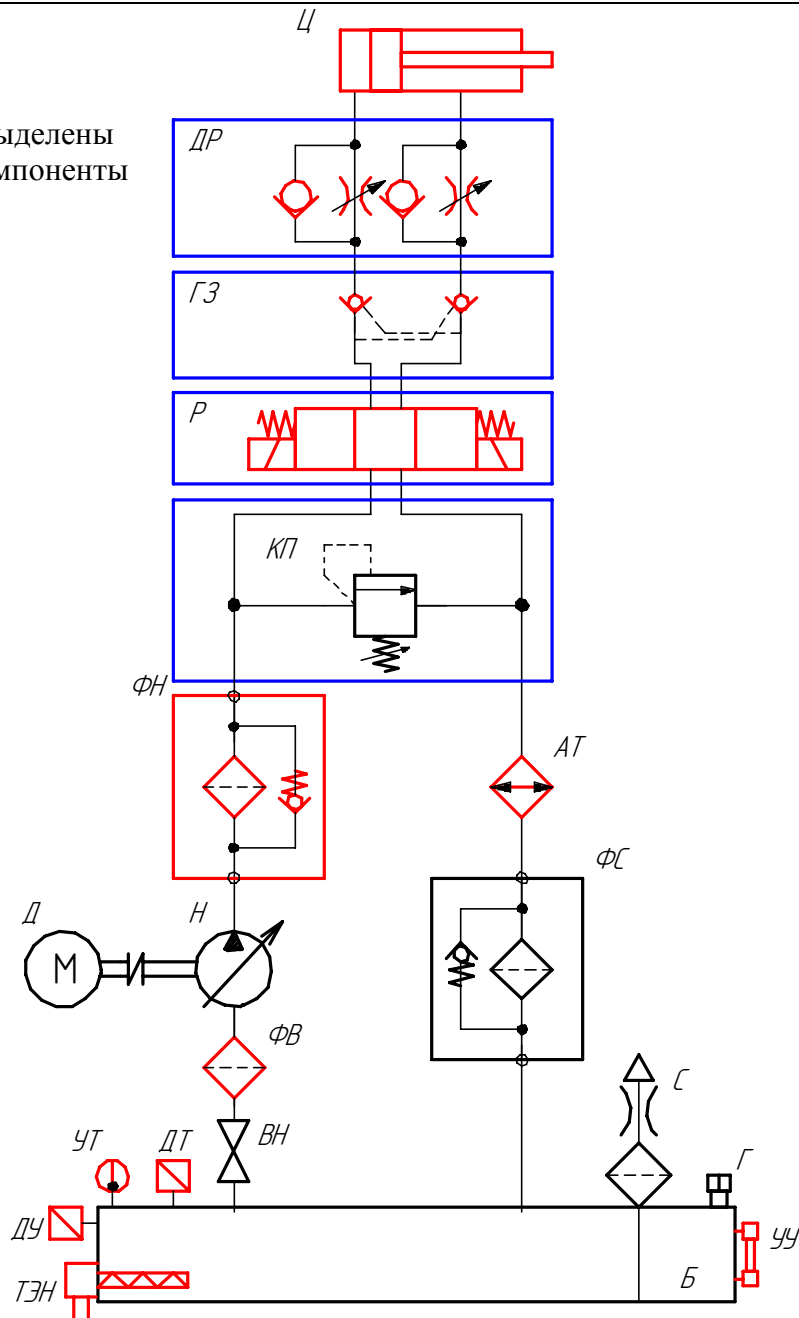 Ц
ыделены
мпоненты
ДР
ГЗ
Р
КП
ФН
АТ
ФС
Д
Н
М
ФВ
С
УТ
ДТ
ВН
Г
ДУ
УУ
ТЭН
Б